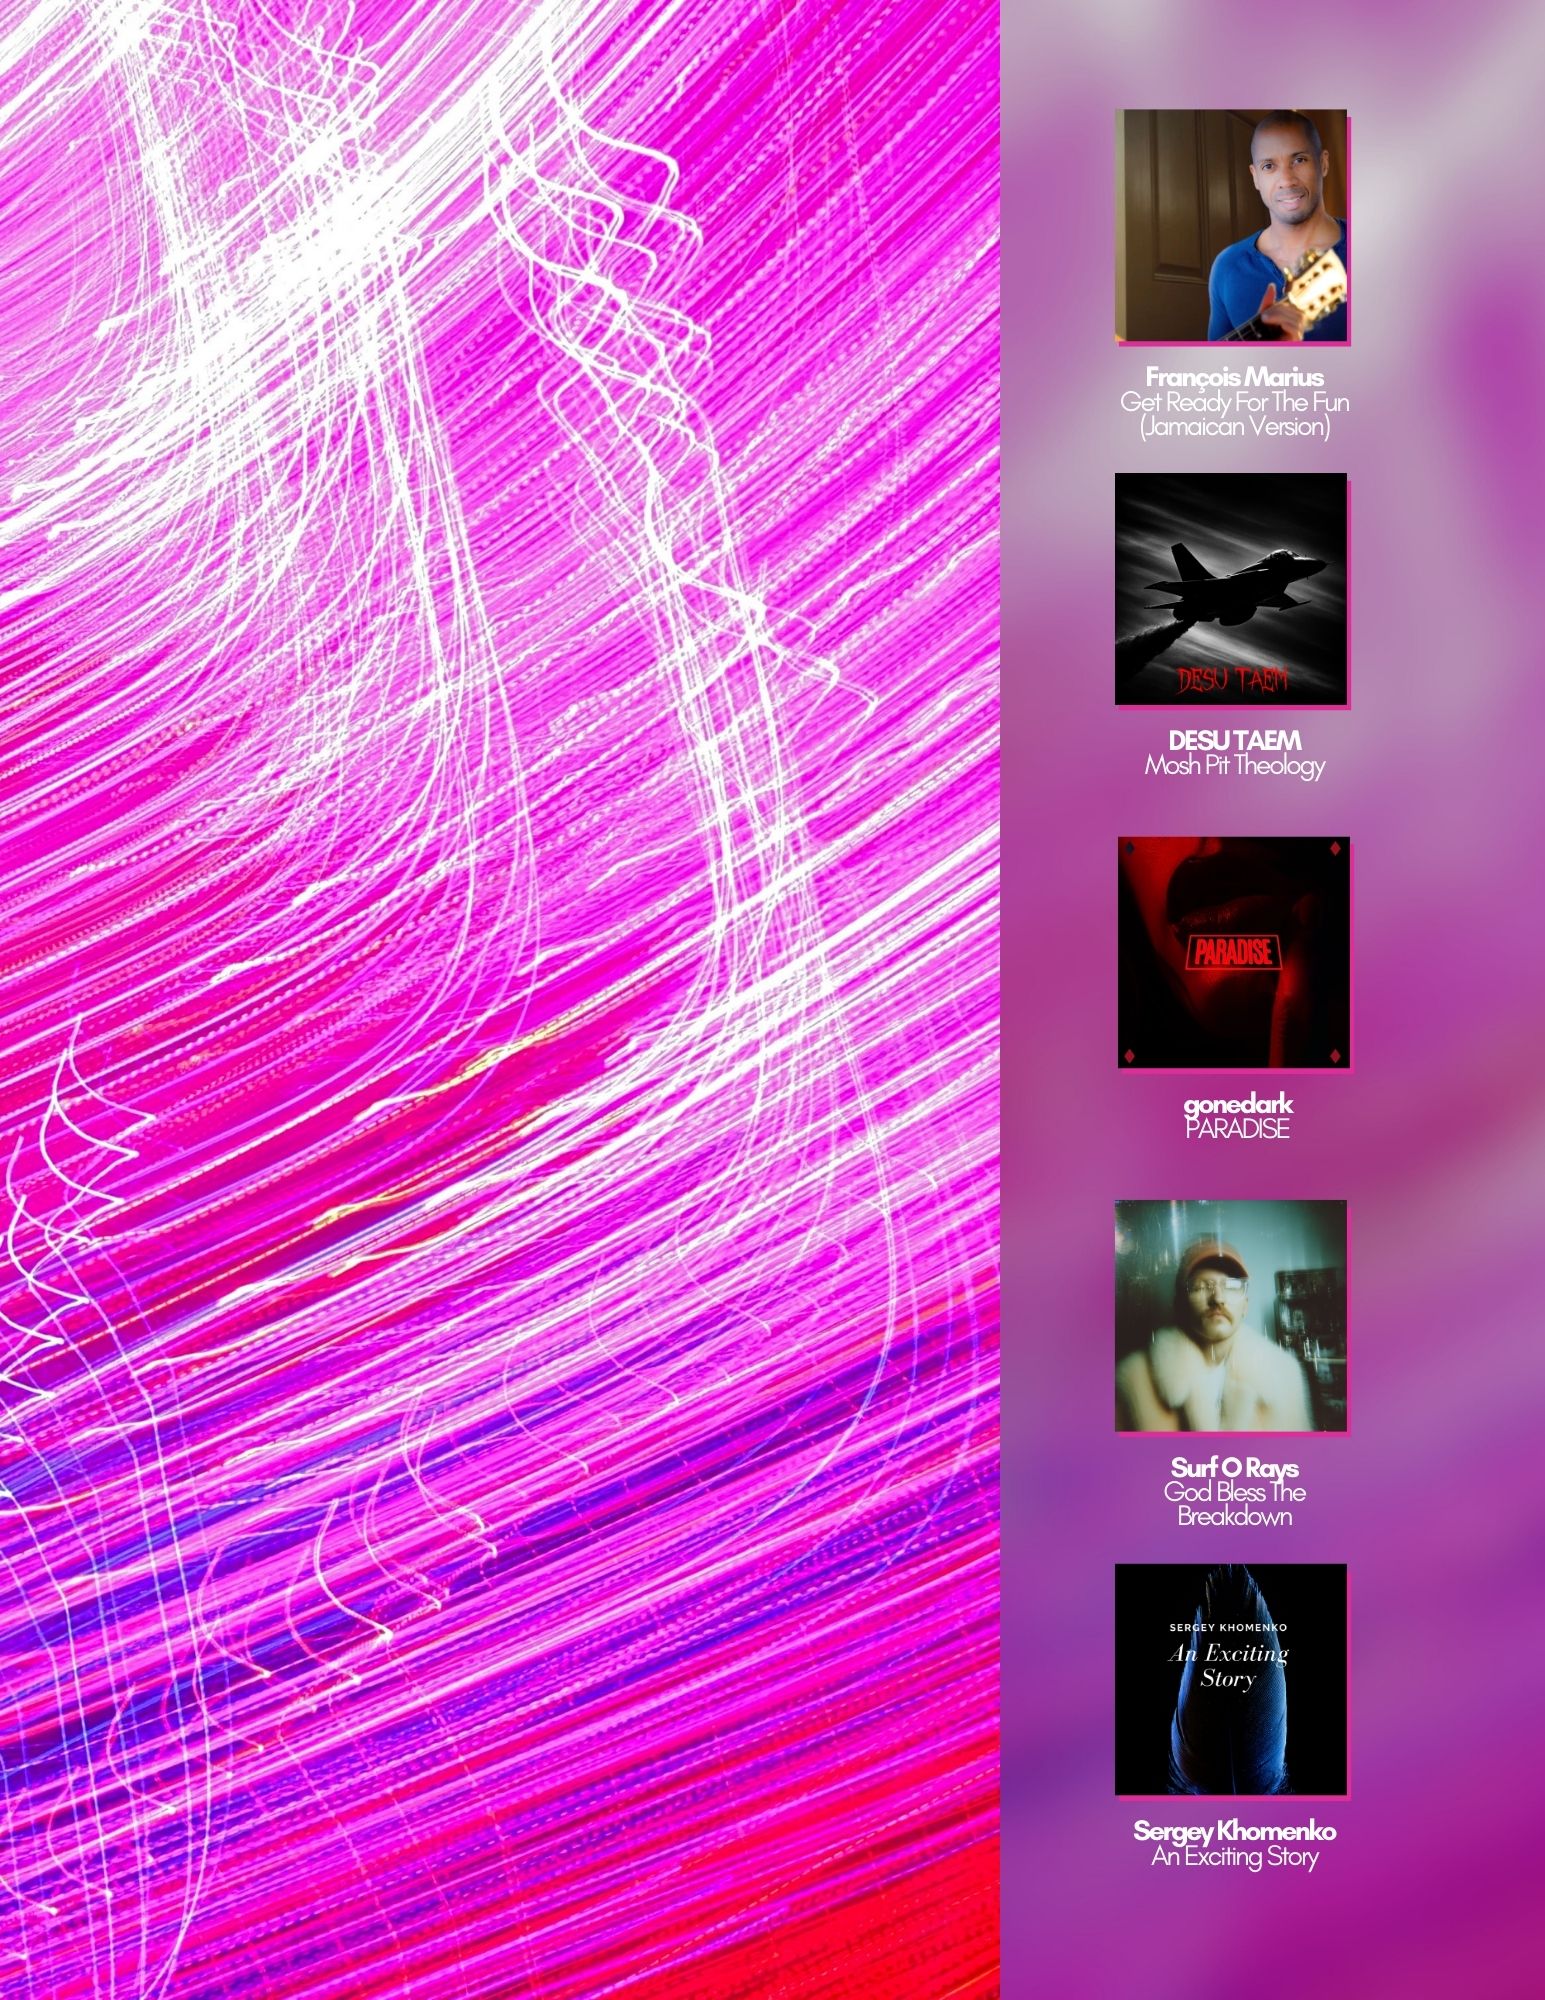 François Marius
Get Ready For The Fun
(Jamaican Version)
DESU TAEM
DESU TAEM
Mosh Pit Theology
PARADISE
gonedark
PARADISE
Surf O Rays
God Bless The
Breakdown
SERGEY KHOMENKO
An Exciting
Story
Sergey Khomenko
An Exciting Story